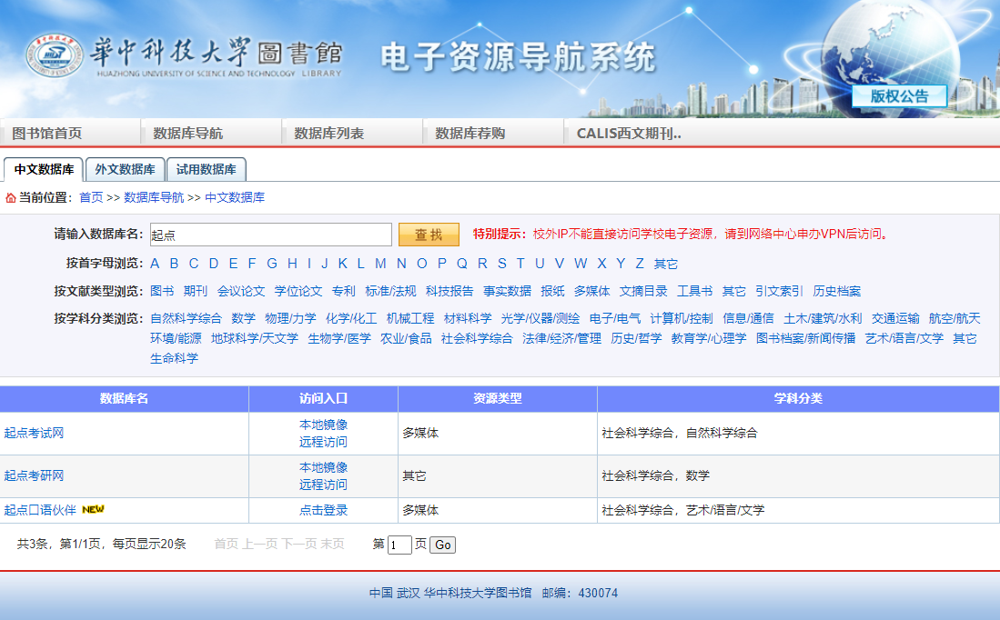 華中科技大学圖書館
HUAZHONG UNIVERSITY OF SCIENCE AND TECHNOLOGY LIBRARY
电子资源导航系统
版权公告
图书馆首页 数据库导航 数据库列表 数据库荐购 CALIS西文期刊..
中文数据库 外文数据库 试用数据库
当前位置: 首页 >> 数据库导航 >> 中文数据库
请输入数据库名: 起点 查 找 特别提示: 校外IP不能直接访问学校电子资源，请到网络中心申办VPN后访问。
按首字母浏览: A B C D E F G H I J K L M N O P Q R S T U V W X Y Z 其它
按文献类型浏览: 图书 期刊 会议论文 学位论文 专利 标准/法规 科技报告 事实数据 报纸 多媒体 文摘目录 工具书 其它 引文索引 历史档案
按学科分类浏览: 自然科学综合 数学 物理/力学 化学/化工 机械工程 材料科学 光学/仪器/测绘 电子/电气 计算机/控制 信息/通信 土木/建筑/水利 交通运输 航空/航天
环境/能源 地球科学/天文学 生物学/医学 农业/食品 社会科学综合 法律/经济/管理 历史/哲学 教育学/心理学 图书档案/新闻传播 艺术/语言/文学 其它
生命科学
数据库名 访问入口 资源类型 学科分类
起点考试网 本地镜像 远程访问 多媒体 社会科学综合，自然科学综合
起点考研网 本地镜像 远程访问 其它 社会科学综合，数学
起点口语伙伴 NEW 点击登录 多媒体 社会科学综合，艺术/语言/文学
共3条，第1/1页，每页显示20条 首页 上一页 下一页 末页 第 1 页 Go
中国 武汉 华中科技大学图书馆 邮编：430074